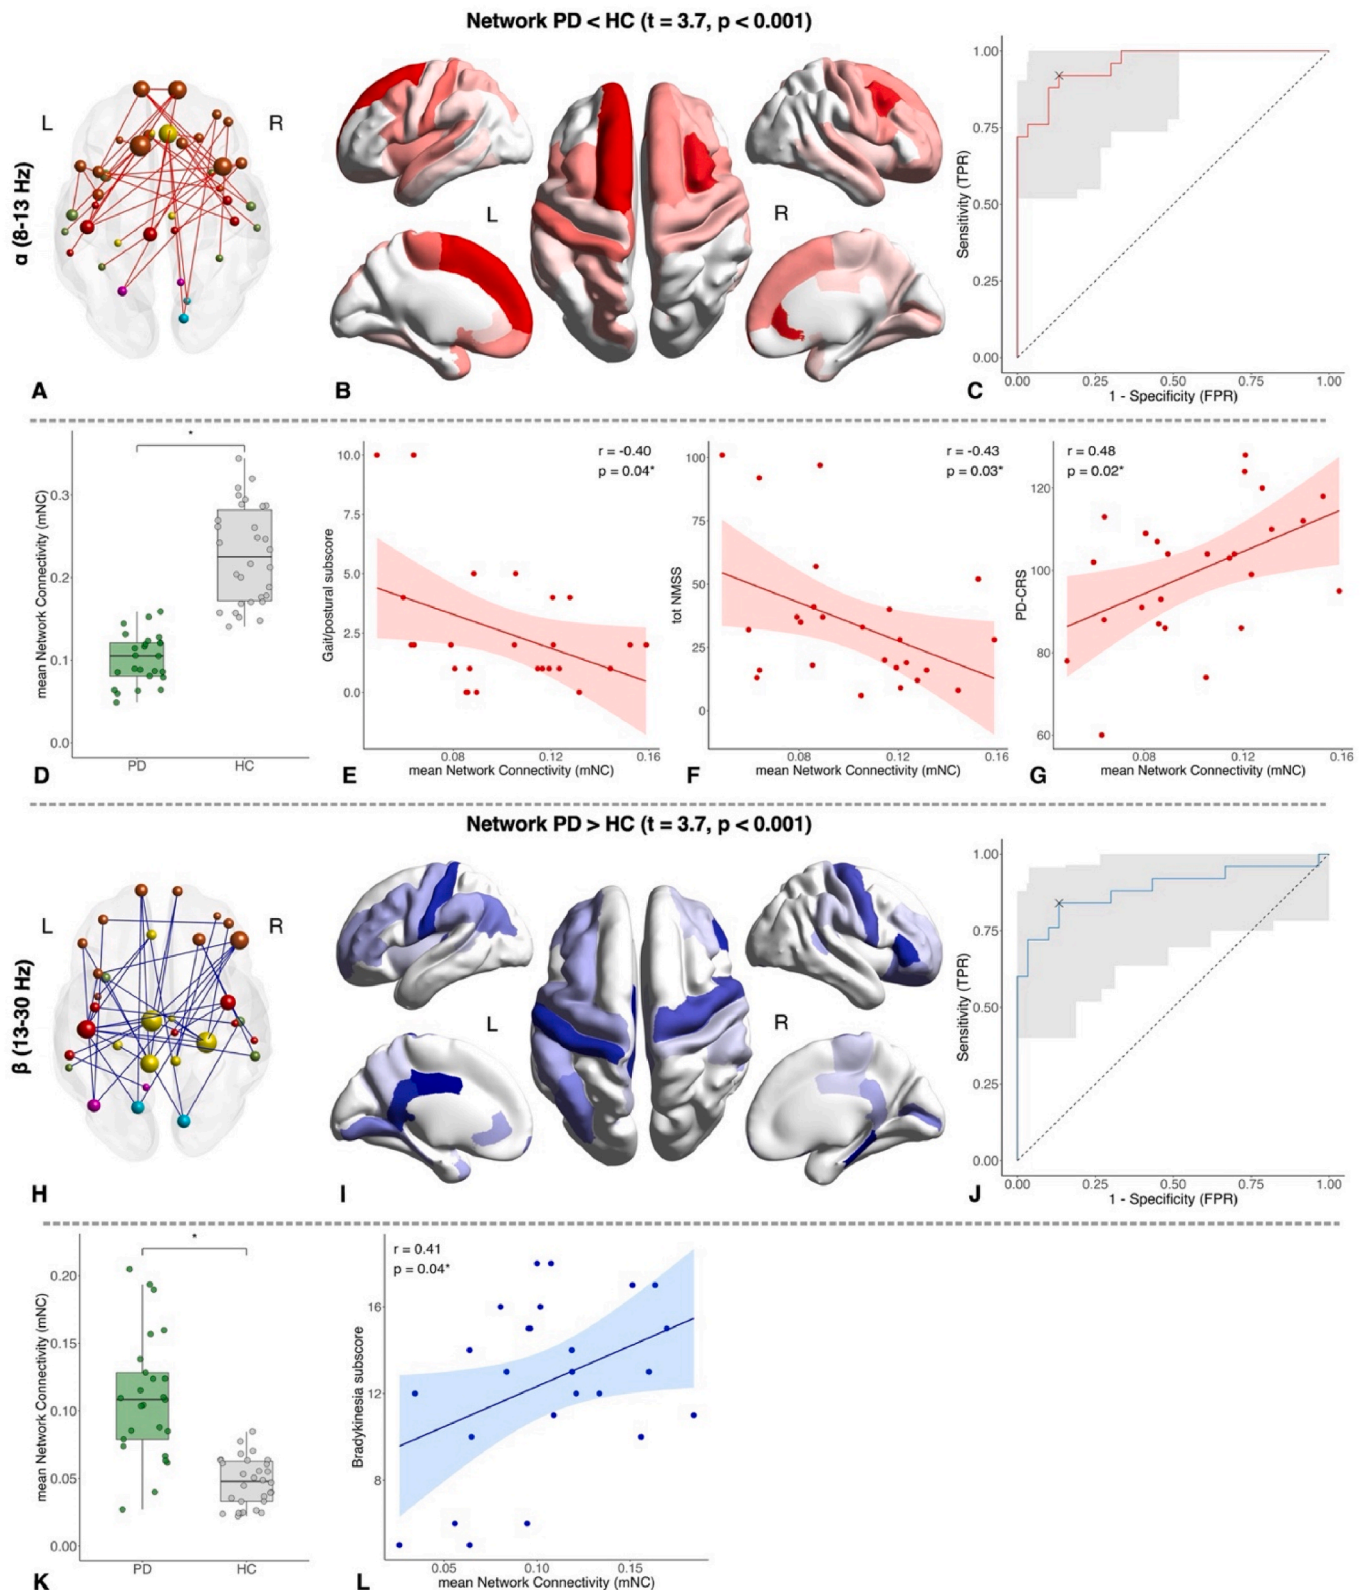 Network PD < HC (t = 3.7, p < 0.001)
α (8-13 Hz)
L
R
A
L
R
B
Sensitivity (TPR)
1.00
0.75
0.50
0.25
0.00
0.00 0.25 0.50 0.75 1.00
1 - Specificity (FPR)
C
mean Network Connectivity (mNC)
0.3
0.2
0.1
0.0
*
PD HC
D
Gait/postural subscore
10.0
7.5
5.0
2.5
0.0
r = -0.40
p = 0.04*
0.08 0.12 0.16
mean Network Connectivity (mNC)
E
tot NMSS
100
75
50
25
0
r = -0.43
p = 0.03*
0.08 0.12 0.16
mean Network Connectivity (mNC)
F
PD-CRS
120
100
80
60
r = 0.48
p = 0.02*
0.08 0.12 0.16
mean Network Connectivity (mNC)
G
Network PD > HC (t = 3.7, p < 0.001)
β (13-30 Hz)
L
R
H
L
R
I
Sensitivity (TPR)
1.00
0.75
0.50
0.25
0.00
0.00 0.25 0.50 0.75 1.00
1 - Specificity (FPR)
J
mean Network Connectivity (mNC)
0.20
0.15
0.10
0.05
0.00
*
PD HC
K
Bradykinesia subscore
16
12
8
r = 0.41
p = 0.04*
0.05 0.10 0.15
mean Network Connectivity (mNC)
L